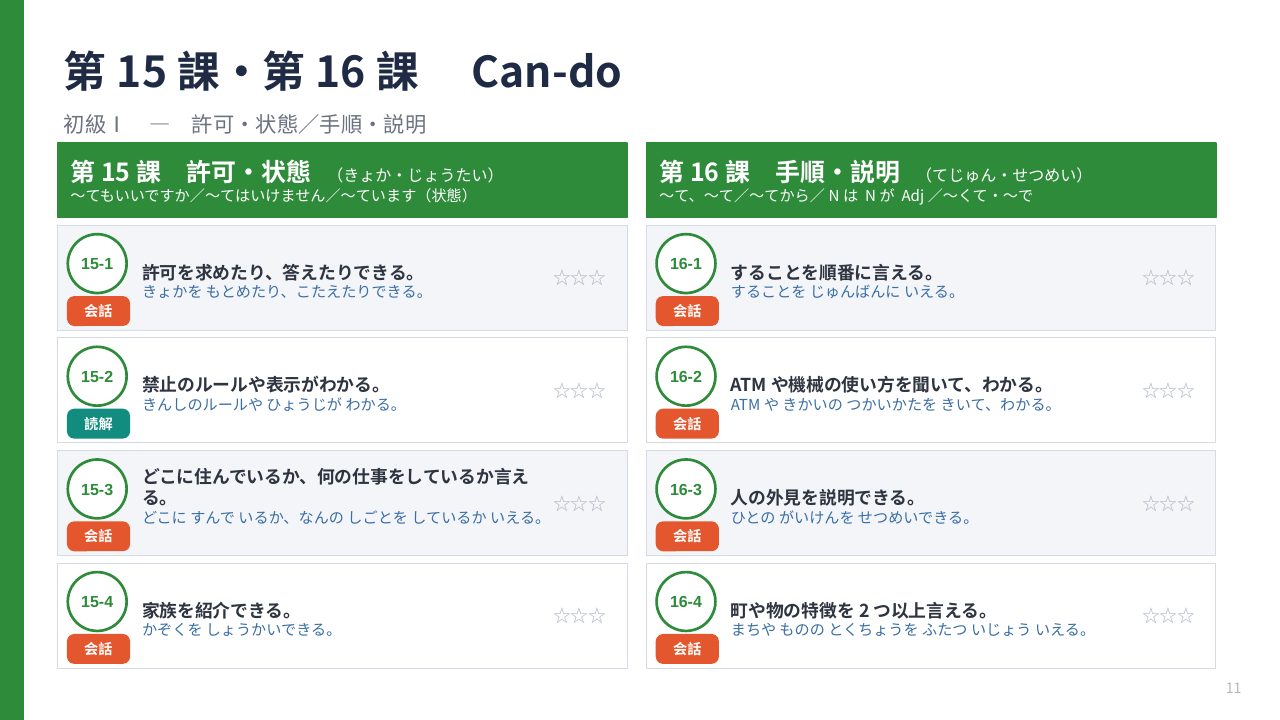 第 15 課・第 16 課　Can-do
初級Ⅰ　—　許可・状態／手順・説明
第 15 課　許可・状態　（きょか・じょうたい）
～てもいいですか／～てはいけません／～ています（状態）
15-1
会話
許可を求めたり、答えたりできる。
きょかを もとめたり、こたえたりできる。
☆☆☆
15-2
読解
禁止のルールや表示がわかる。
きんしのルールや ひょうじが わかる。
☆☆☆
15-3
会話
どこに住んでいるか、何の仕事をしているか言え
る。
どこに すんで いるか、なんの しごとを しているか いえる。
☆☆☆
15-4
会話
家族を紹介できる。
かぞくを しょうかいできる。
☆☆☆
第 16 課　手順・説明　（てじゅん・せつめい）
～て、～て／～てから／ N は N が Adj ／～くて・～で
16-1
会話
することを順番に言える。
することを じゅんばんに いえる。
☆☆☆
16-2
会話
ATM や機械の使い方を聞いて、わかる。
ATM や きかいの つかいかたを きいて、わかる。
☆☆☆
16-3
会話
人の外見を説明できる。
ひとの がいけんを せつめいできる。
☆☆☆
16-4
会話
町や物の特徴を 2 つ以上言える。
まちや ものの とくちょうを ふたつ いじょう いえる。
☆☆☆
11